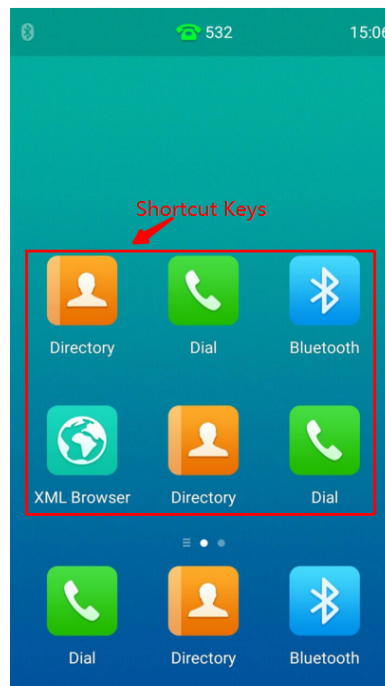 532 15:06
Shortcut Keys
Directory Dial Bluetooth
XML Browser Directory Dial
Dial Directory Bluetooth